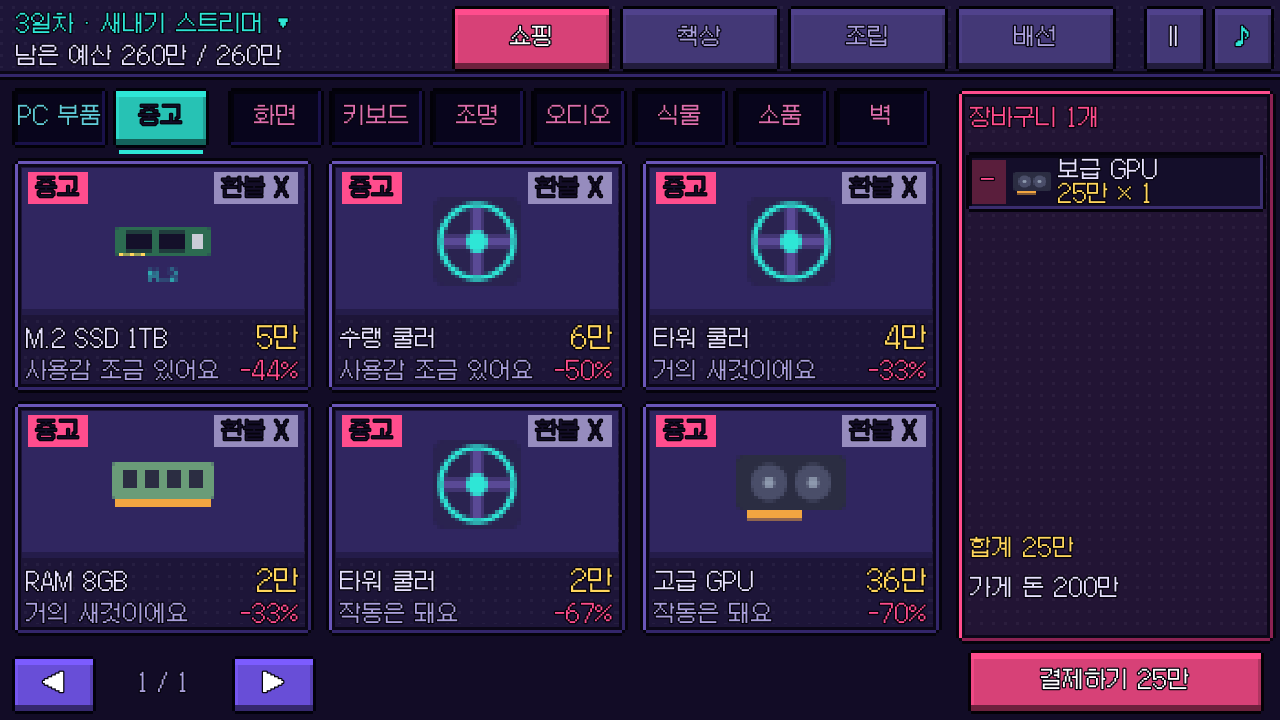 3일차 · 새내기 스트리머 ▼
남은 예산 260만 / 260만
쇼핑
책상
조립
배선
PC 부품
중고
화면
키보드
조명
오디오
식물
소품
벽
중고 환불 X
M.2
M.2 SSD 1TB 5만
사용감 조금 있어요 -44%
중고 환불 X
수랭 쿨러 6만
사용감 조금 있어요 -50%
중고 환불 X
타워 쿨러 4만
거의 새것이에요 -33%
중고 환불 X
RAM 8GB 2만
거의 새것이에요 -33%
중고 환불 X
타워 쿨러 2만
작동은 돼요 -67%
중고 환불 X
고급 GPU 36만
작동은 돼요 -70%
1 / 1
장바구니 1개
보급 GPU
25만 × 1
합계 25만
가게 돈 200만
결제하기 25만